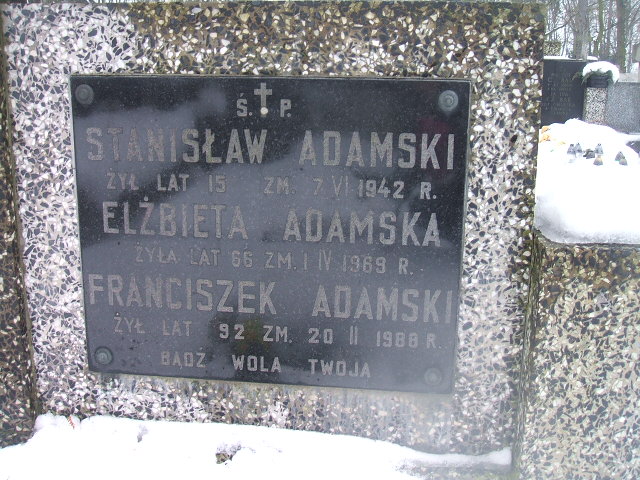 Ś.P.
STANISŁAW ADAMSKI
ŻYŁ LAT 15 ZM. 7 VI 1942 R.
ELŻBIETA ADAMSKA
ŻYŁA LAT 66 ZM. 1 IV 1969 R.
FRANCISZEK ADAMSKI
ŻYŁ LAT 92 ZM. 20 II 1988 R.
BĄDŹ WOLA TWOJA